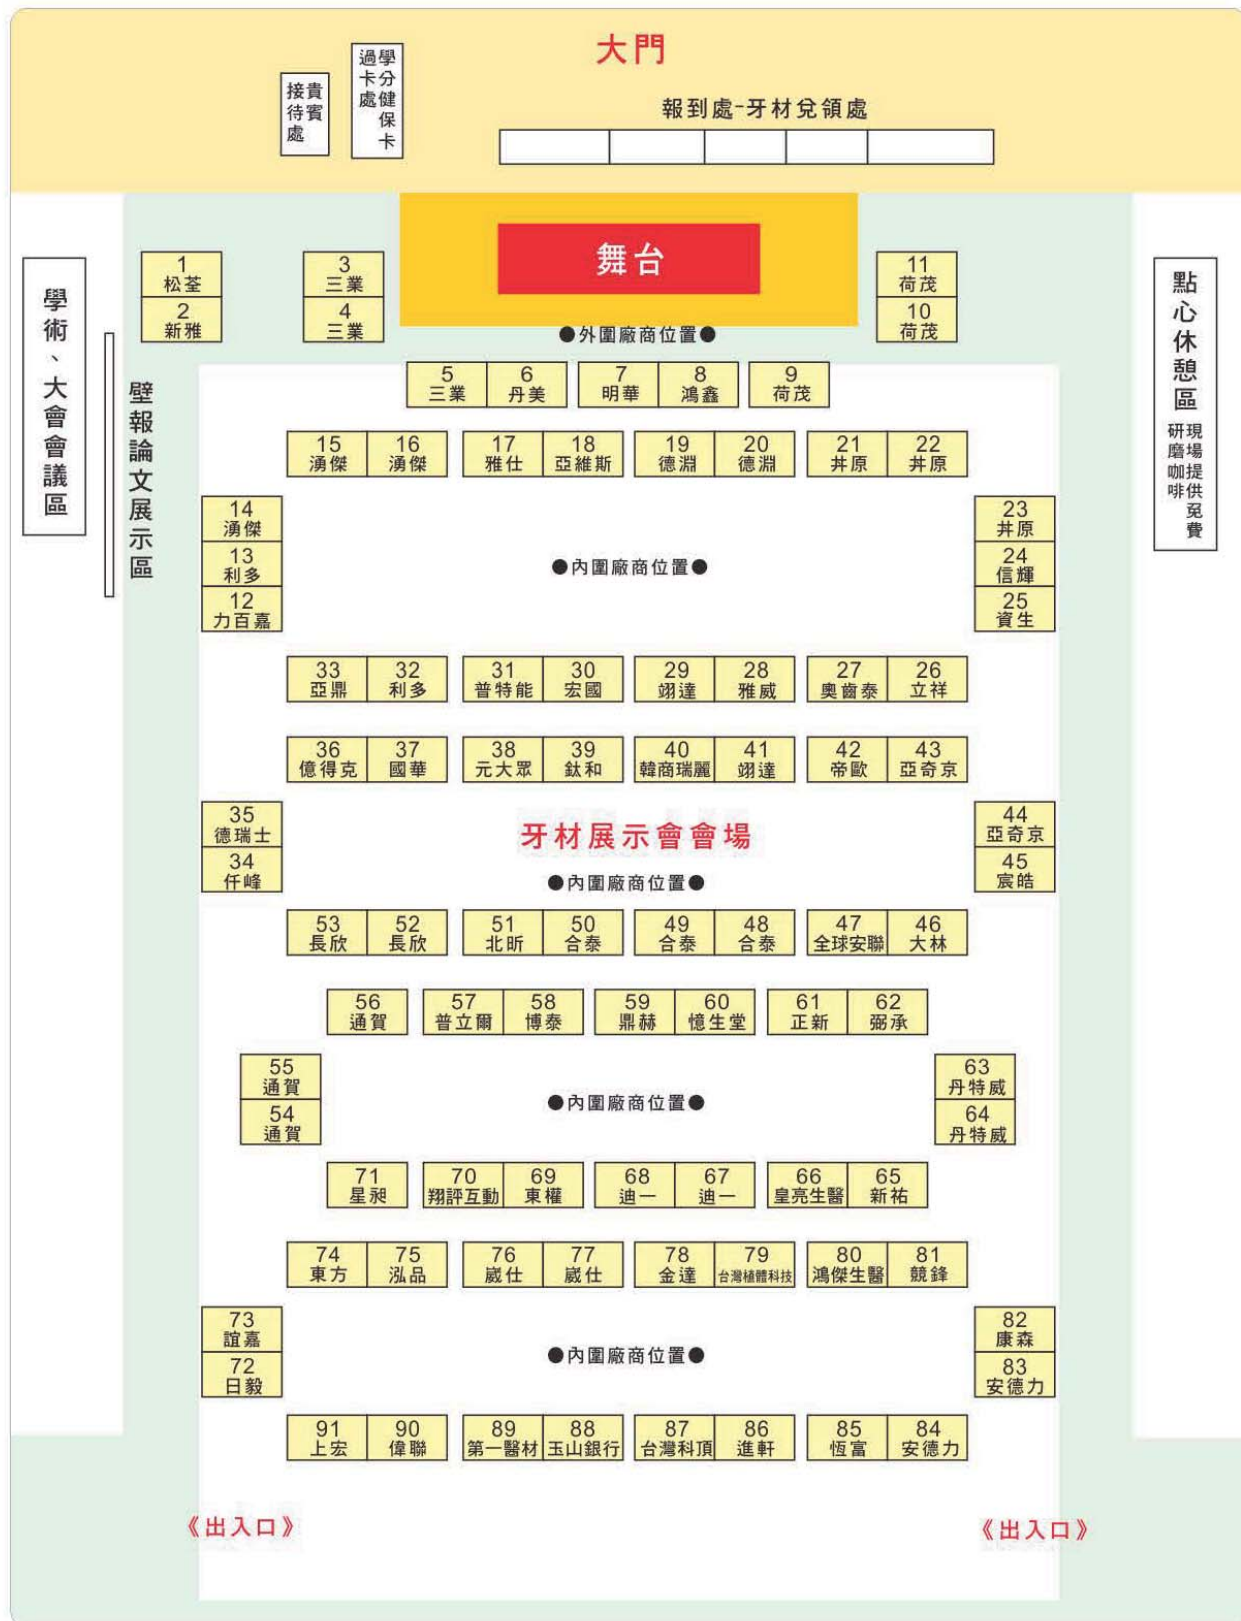 大門
學分健保卡
過卡處
貴賓
接待處
報到處-牙材兌領處
舞台
1 松荃
2 新雅
3 三業
4 三業
11 荷茂
10 荷茂
●外圍廠商位置●
學術、大會會議區
壁報論文展示區
點心休憩區
現場提供免費
研磨咖啡
5 三業
6 丹美
7 明華
8 鴻鑫
9 荷茂
15 湧傑
16 湧傑
17 雅仕
18 亞維斯
19 德淵
20 德淵
21 井原
22 井原
14 湧傑
13 利多
12 力百嘉
●內圍廠商位置●
23 井原
24 信輝
25 資生
33 亞鼎
32 利多
31 普特能
30 宏國
29 翊達
28 雅威
27 奧齒泰
26 立祥
36 億得克
37 國華
38 元大眾
39 鈦和
40 韓商瑞麗
41 翊達
42 帝歐
43 亞奇京
35 德瑞士
34 仟峰
牙材展示會會場
●內圍廠商位置●
44 亞奇京
45 宸皓
53 長欣
52 長欣
51 北昕
50 合泰
49 合泰
48 合泰
47 全球安聯
46 大林
56 通賀
57 普立爾
58 博泰
59 鼎赫
60 憶生堂
61 正新
62 弼承
55 通賀
54 通賀
●內圍廠商位置●
63 丹特威
64 丹特威
71 星昶
70 翔評互動
69 東權
68 迪一
67 迪一
66 皇亮生醫
65 新祐
74 東方
75 泓品
76 崴仕
77 崴仕
78 金達
79 台灣植體科技
80 鴻傑生醫
81 競鋒
73 誼嘉
72 日毅
●內圍廠商位置●
82 康森
83 安德力
91 上宏
90 偉聯
89 第一醫材
88 玉山銀行
87 台灣科頂
86 進軒
85 恆富
84 安德力
《出入口》
《出入口》